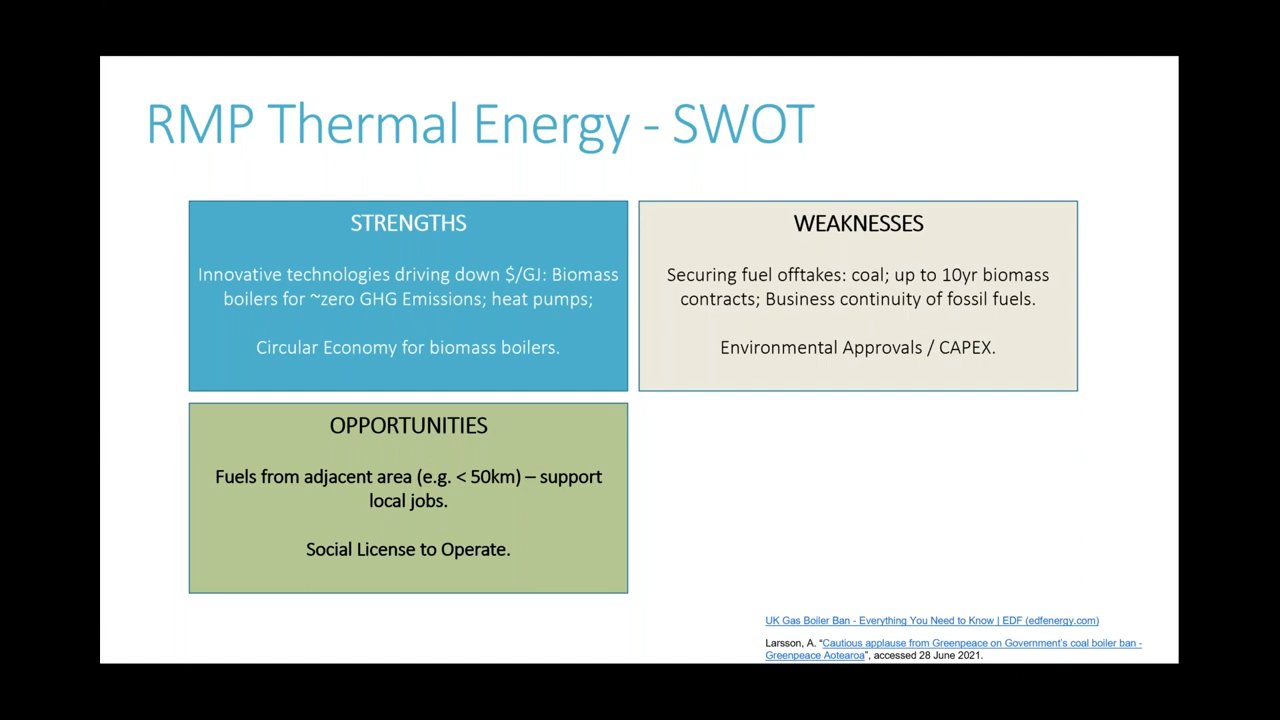 RMP Thermal Energy - SWOT
STRENGTHS
Innovative technologies driving down $/GJ: Biomass
boilers for ~zero GHG Emissions; heat pumps;
Circular Economy for biomass boilers.
WEAKNESSES
Securing fuel offtakes: coal; up to 10yr biomass
contracts; Business continuity of fossil fuels.
Environmental Approvals / CAPEX.
OPPORTUNITIES
Fuels from adjacent area (e.g. < 50km) – support
local jobs.
Social License to Operate.
UK Gas Boiler Ban - Everything You Need to Know | EDF (edfenergy.com)
Larsson, A. “Cautious applause from Greenpeace on Government's coal boiler ban -
Greenpeace Aotearoa”, accessed 28 June 2021.